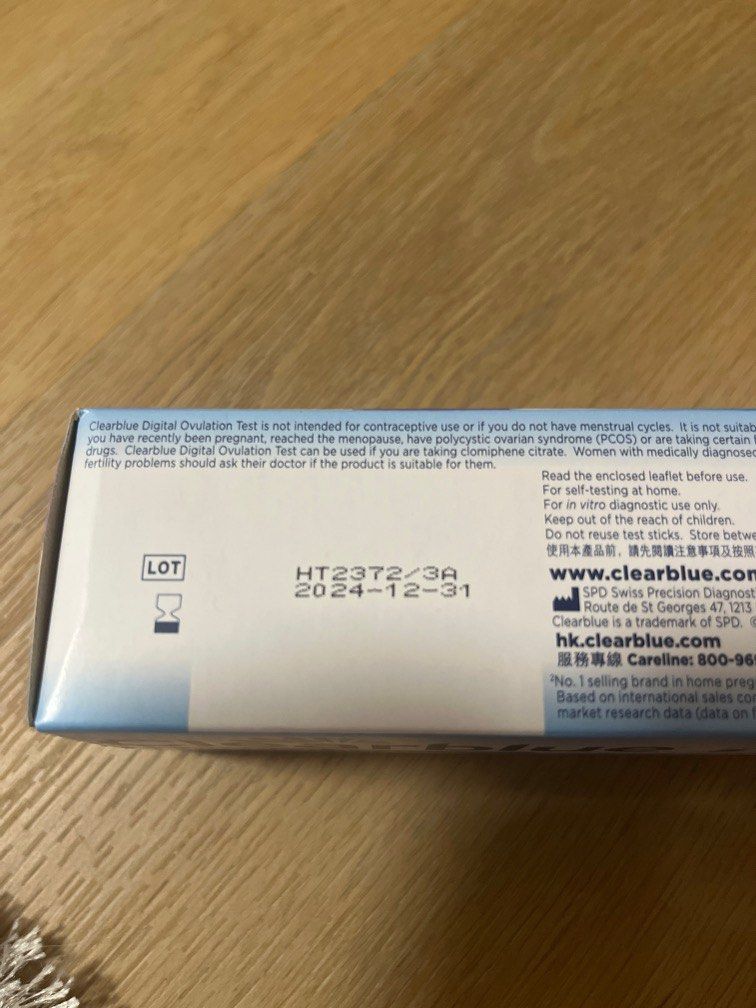 Clearblue Digital Ovulation Test is not intended for contraceptive use or if you do not have menstrual cycles. It is not
you have recently been pregnant, reached the menopause, have polycystic ovarian syndrome (PCOS) or are taking certain
drugs. Clearblue Digital Ovulation Test can be used if you are taking clomiphene citrate. Women with medically diagnosed
fertility problems should ask their doctor if the product is suitable for them.
Read the enclosed leaflet before use.
For self-testing at home.
For in vitro diagnostic use only.
Keep out of the reach of children.
Do not reuse test sticks. Store
使用本產品前，請先閱讀注意事項及按照
LOT
HT2372/3A
2024-12-31
www.clearblue.com
SPD Swiss Precision
Route de St Georges 47, 1213
Clearblue is a trademark of SPD. ©
hk.clearblue.com
服務專線 Careline:
²No. 1 selling brand in home
Based on international sales
market research data (data on